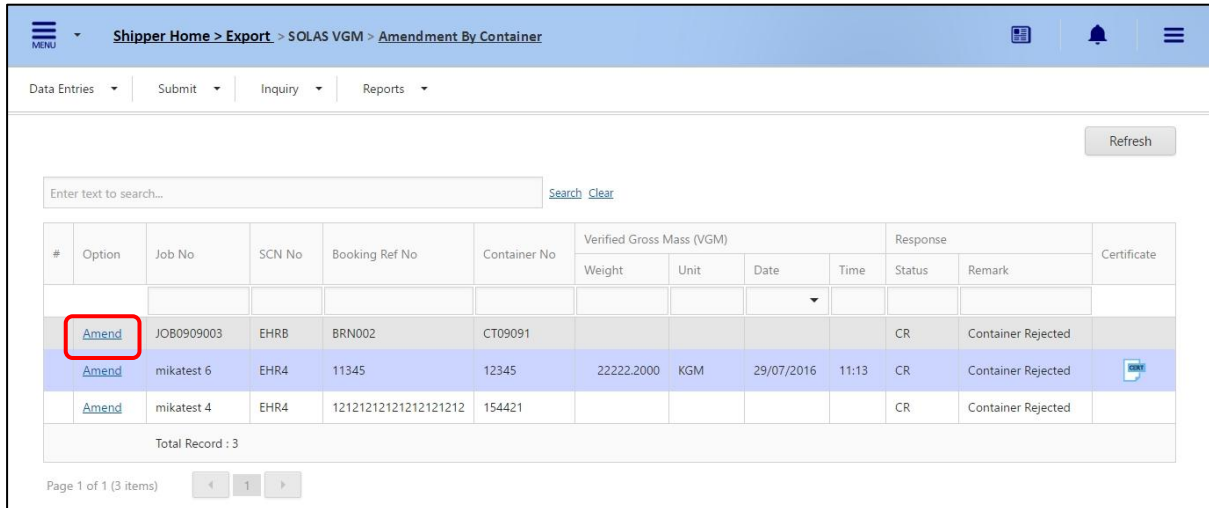 MENU
Shipper Home > Export > SOLAS VGM > Amendment By Container
Data Entries Submit Inquiry Reports
Refresh
Enter text to search... Search Clear
# Option Job No SCN No Booking Ref No Container No Verified Gross Mass (VGM) Response Certificate
Weight Unit Date Time Status Remark
Amend JOB0909003 EHRB BRN002 CT09091 CR Container Rejected
Amend mikatest 6 EHR4 11345 12345 22222.2000 KGM 29/07/2016 11:13 CR Container Rejected CERT
Amend mikatest 4 EHR4 12121212121212121212 154421 CR Container Rejected
Total Record : 3
Page 1 of 1 (3 items) 1